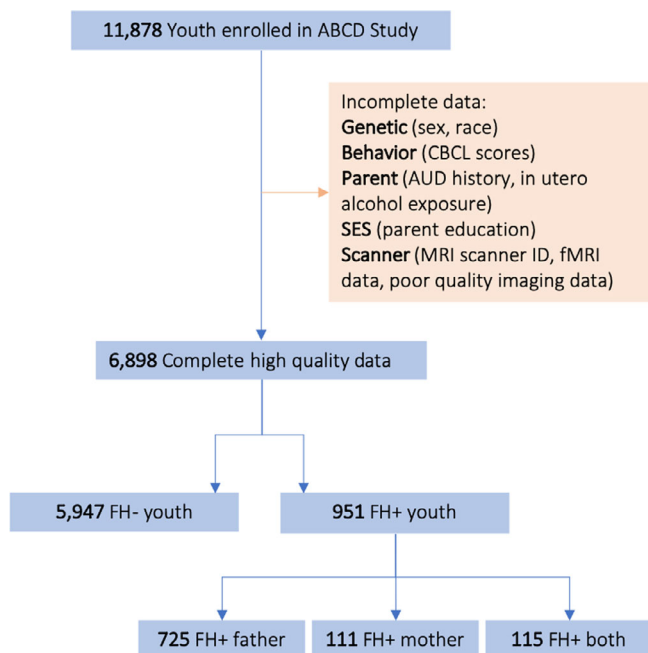 11,878 Youth enrolled in ABCD Study
Incomplete data:
Genetic (sex, race)
Behavior (CBCL scores)
Parent (AUD history, in utero
alcohol exposure)
SES (parent education)
Scanner (MRI scanner ID, fMRI
data, poor quality imaging data)
6,898 Complete high quality data
5,947 FH- youth
951 FH+ youth
725 FH+ father
111 FH+ mother
115 FH+ both